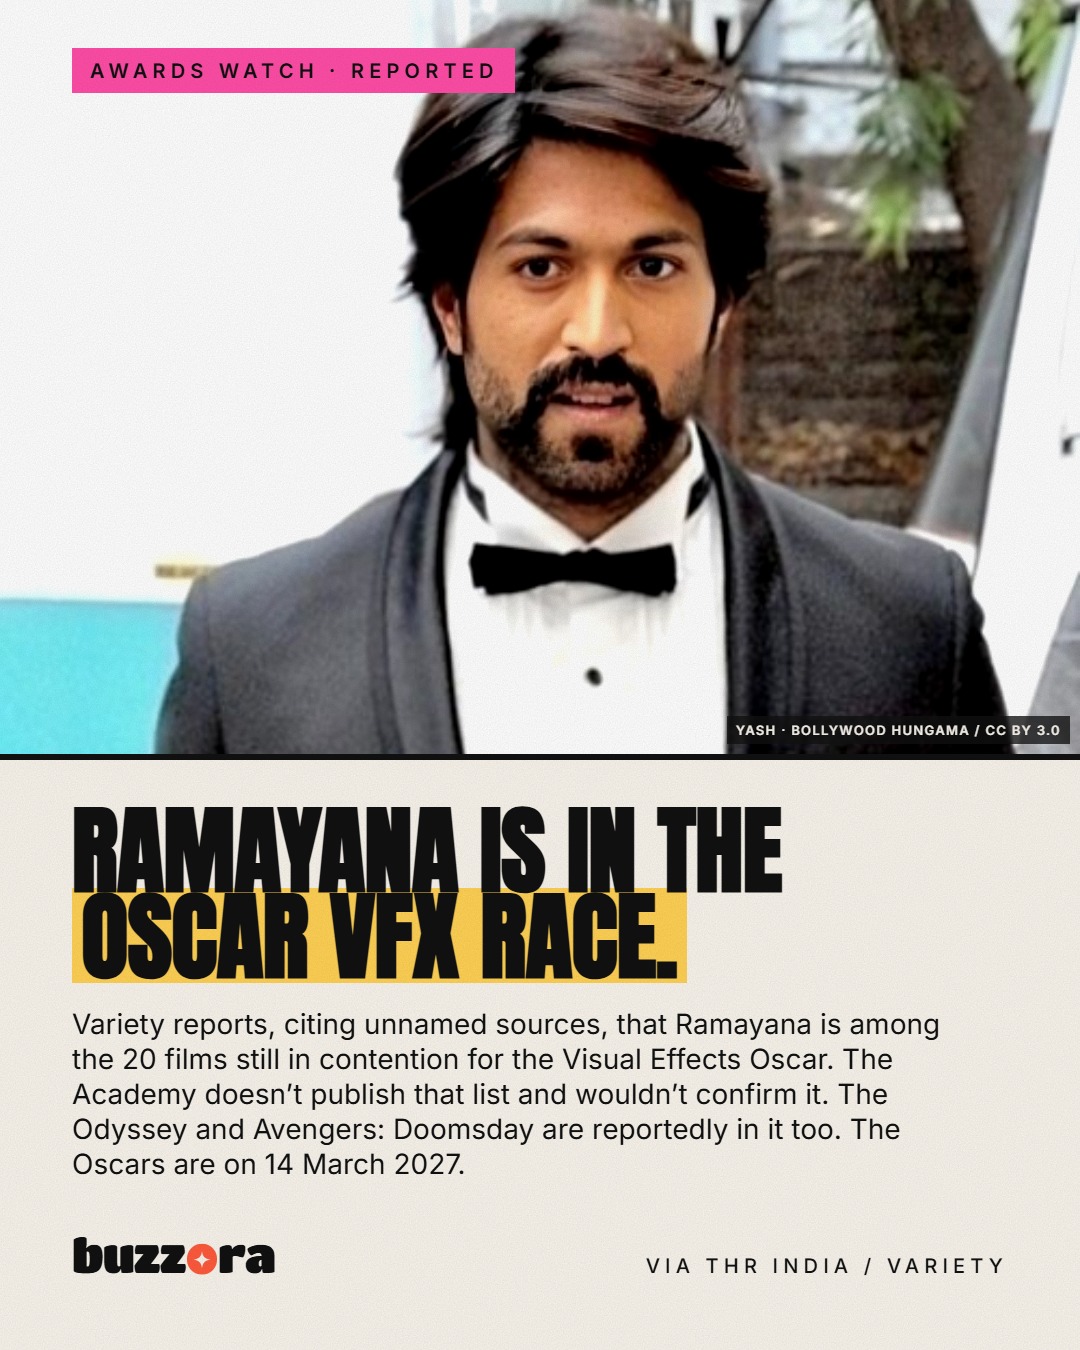 AWARDS WATCH · REPORTED
YASH · BOLLYWOOD HUNGAMA / CC BY 3.0
RAMAYANA IS IN THE
OSCAR VFX RACE.
Variety reports, citing unnamed sources, that Ramayana is among
the 20 films still in contention for the Visual Effects Oscar. The
Academy doesn’t publish that list and wouldn’t confirm it. The
Odyssey and Avengers: Doomsday are reportedly in it too. The
Oscars are on 14 March 2027.
buzzora
VIA THR INDIA / VARIETY